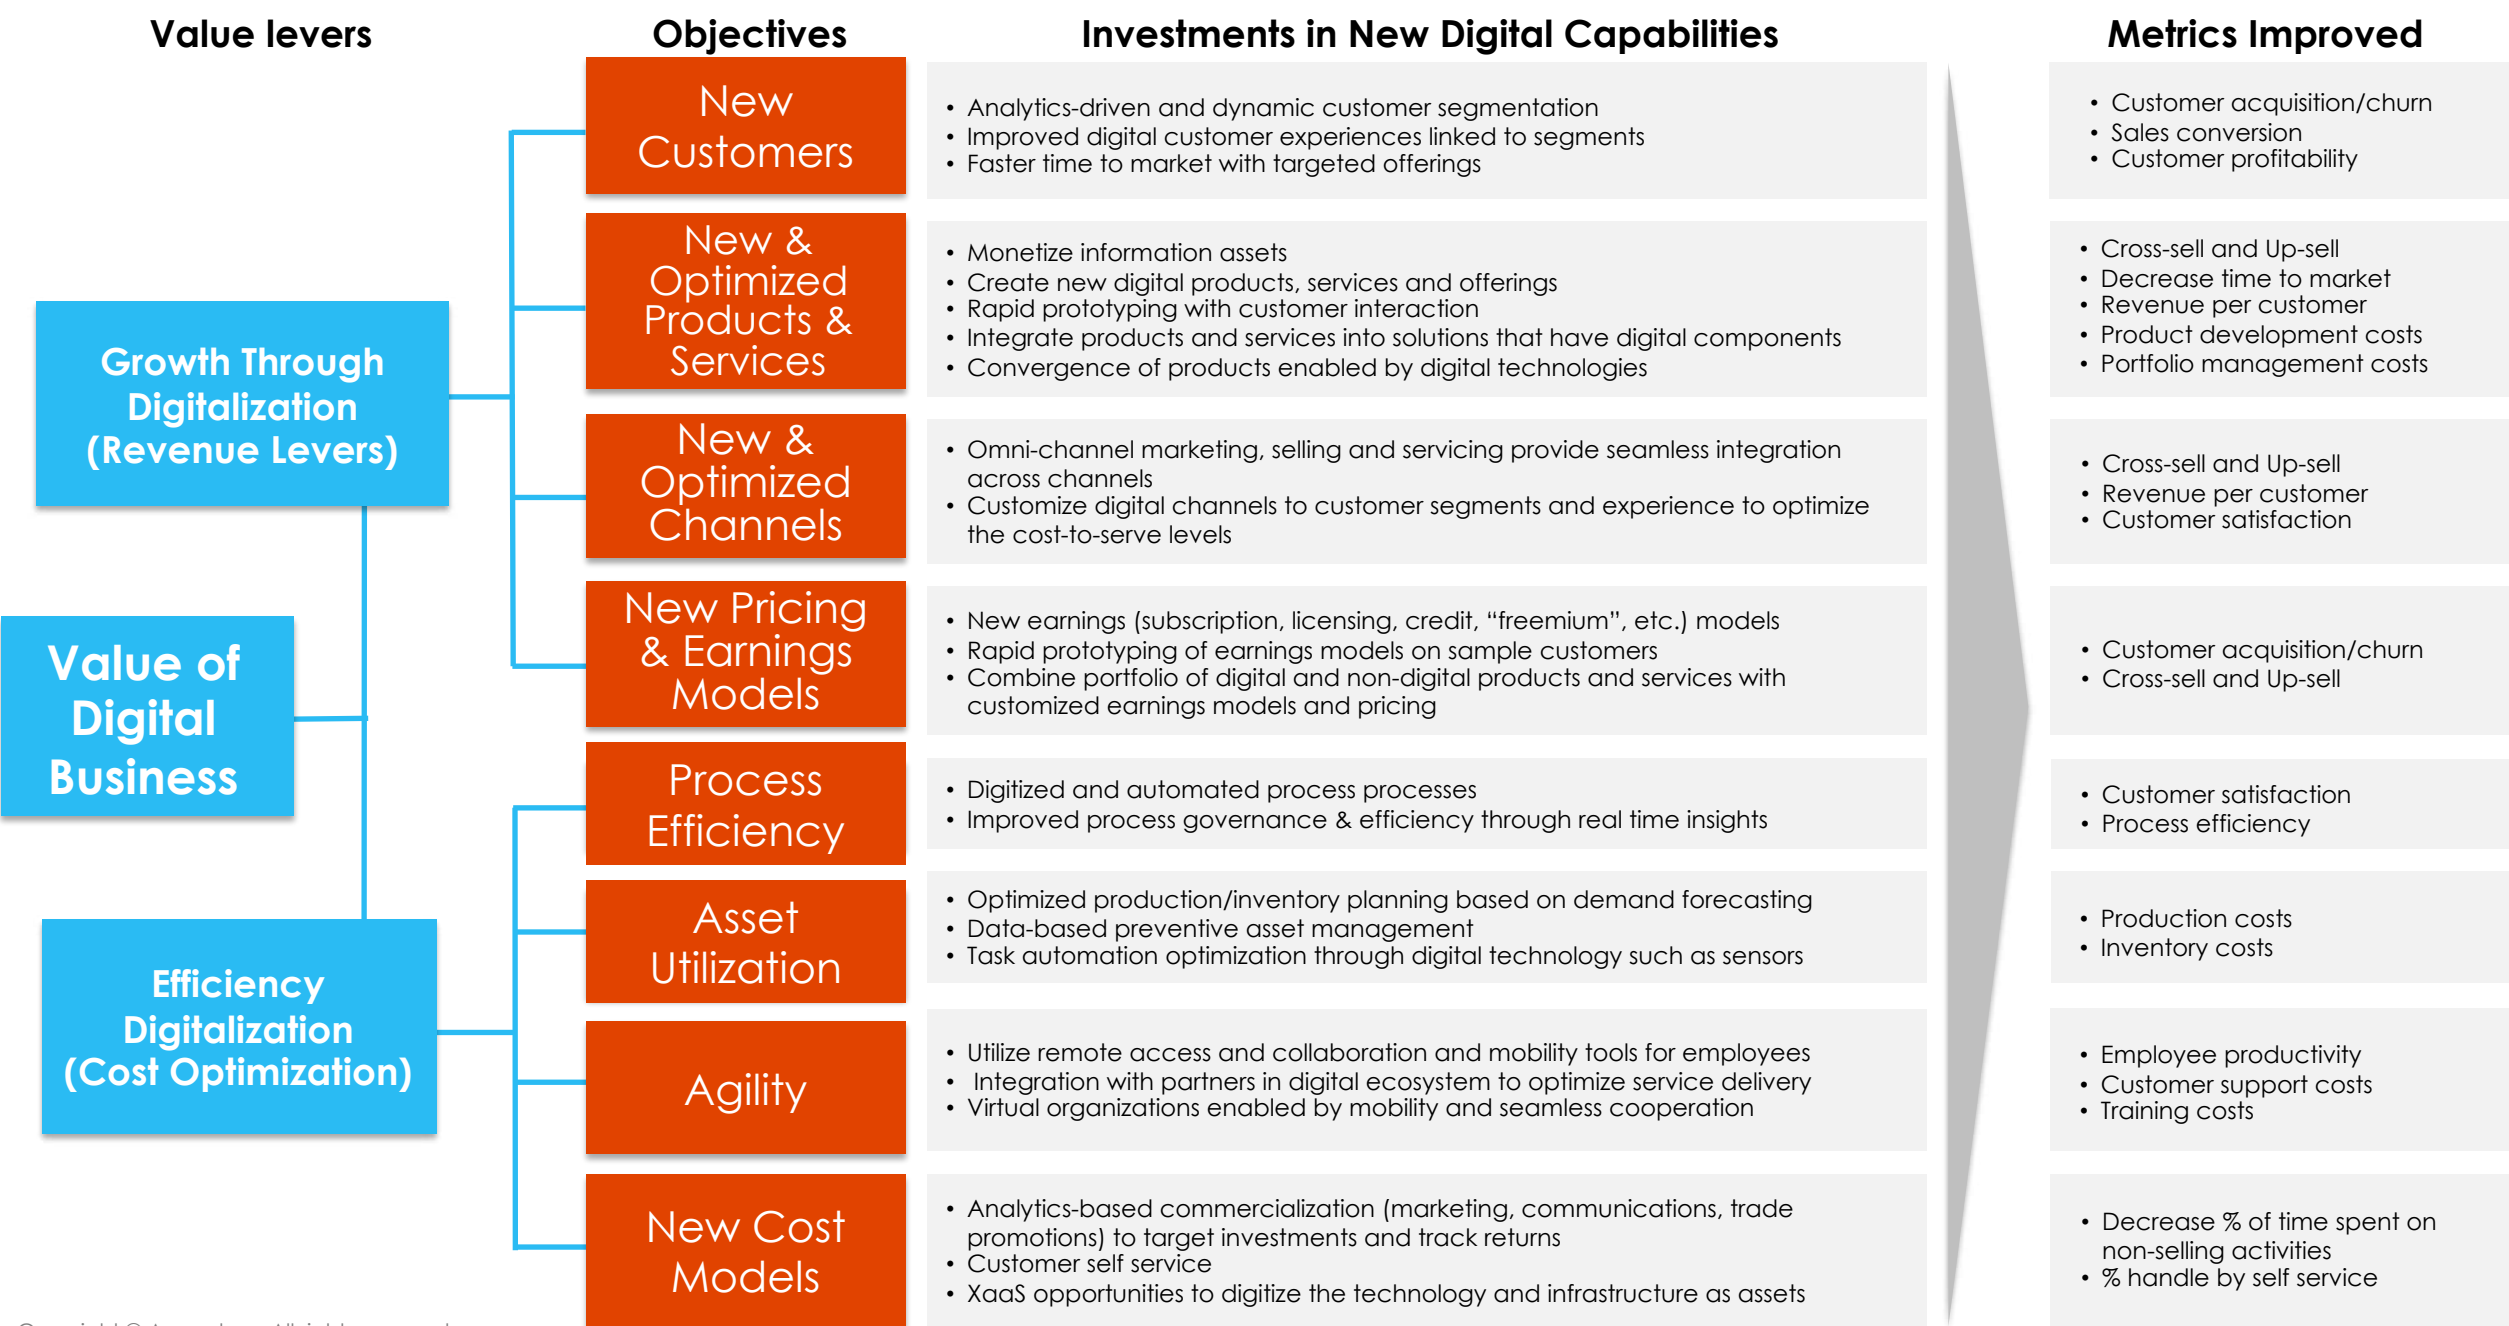 Value levers
Objectives
Investments in New Digital Capabilities
Metrics Improved
Value of
Digital
Business
Growth Through
Digitalization
(Revenue Levers)
New
Customers
• Analytics-driven and dynamic customer segmentation
• Improved digital customer experiences linked to segments
• Faster time to market with targeted offerings
• Customer acquisition/churn
• Sales conversion
• Customer profitability
New &
Optimized
Products &
Services
• Monetize information assets
• Create new digital products, services and offerings
• Rapid prototyping with customer interaction
• Integrate products and services into solutions that have digital components
• Convergence of products enabled by digital technologies
• Cross-sell and Up-sell
• Decrease time to market
• Revenue per customer
• Product development costs
• Portfolio management costs
New &
Optimized
Channels
• Omni-channel marketing, selling and servicing provide seamless integration
across channels
• Customize digital channels to customer segments and experience to optimize
the cost-to-serve levels
• Cross-sell and Up-sell
• Revenue per customer
• Customer satisfaction
New Pricing
& Earnings
Models
• New earnings (subscription, licensing, credit, “freemium”, etc.) models
• Rapid prototyping of earnings models on sample customers
• Combine portfolio of digital and non-digital products and services with
customized earnings models and pricing
• Customer acquisition/churn
• Cross-sell and Up-sell
Efficiency
Digitalization
(Cost Optimization)
Process
Efficiency
• Digitized and automated process processes
• Improved process governance & efficiency through real time insights
• Customer satisfaction
• Process efficiency
Asset
Utilization
• Optimized production/inventory planning based on demand forecasting
• Data-based preventive asset management
• Task automation optimization through digital technology such as sensors
• Production costs
• Inventory costs
Agility
• Utilize remote access and collaboration and mobility tools for employees
• Integration with partners in digital ecosystem to optimize service delivery
• Virtual organizations enabled by mobility and seamless cooperation
• Employee productivity
• Customer support costs
• Training costs
New Cost
Models
• Analytics-based commercialization (marketing, communications, trade
promotions) to target investments and track returns
• Customer self service
• XaaS opportunities to digitize the technology and infrastructure as assets
• Decrease % of time spent on
non-selling activities
• % handle by self service